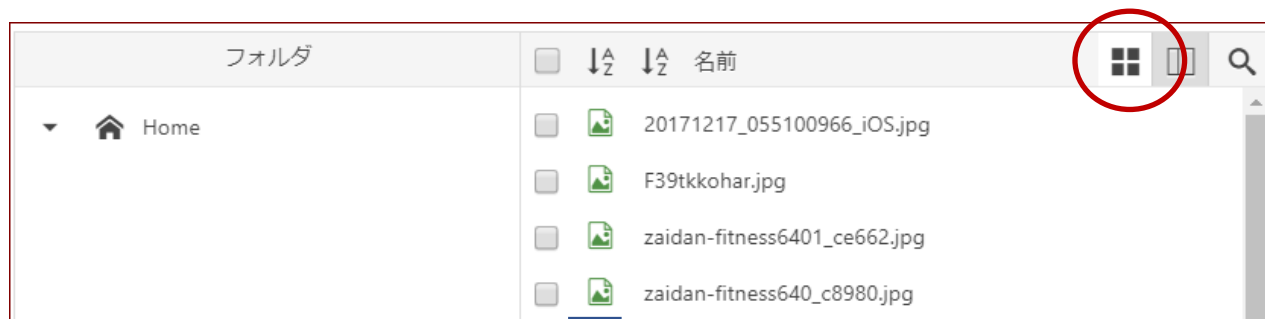 フォルダ
名前
Home
20171217_055100966_iOS.jpg
F39tkkohar.jpg
zaidan-fitness6401_ce662.jpg
zaidan-fitness640_c8980.jpg